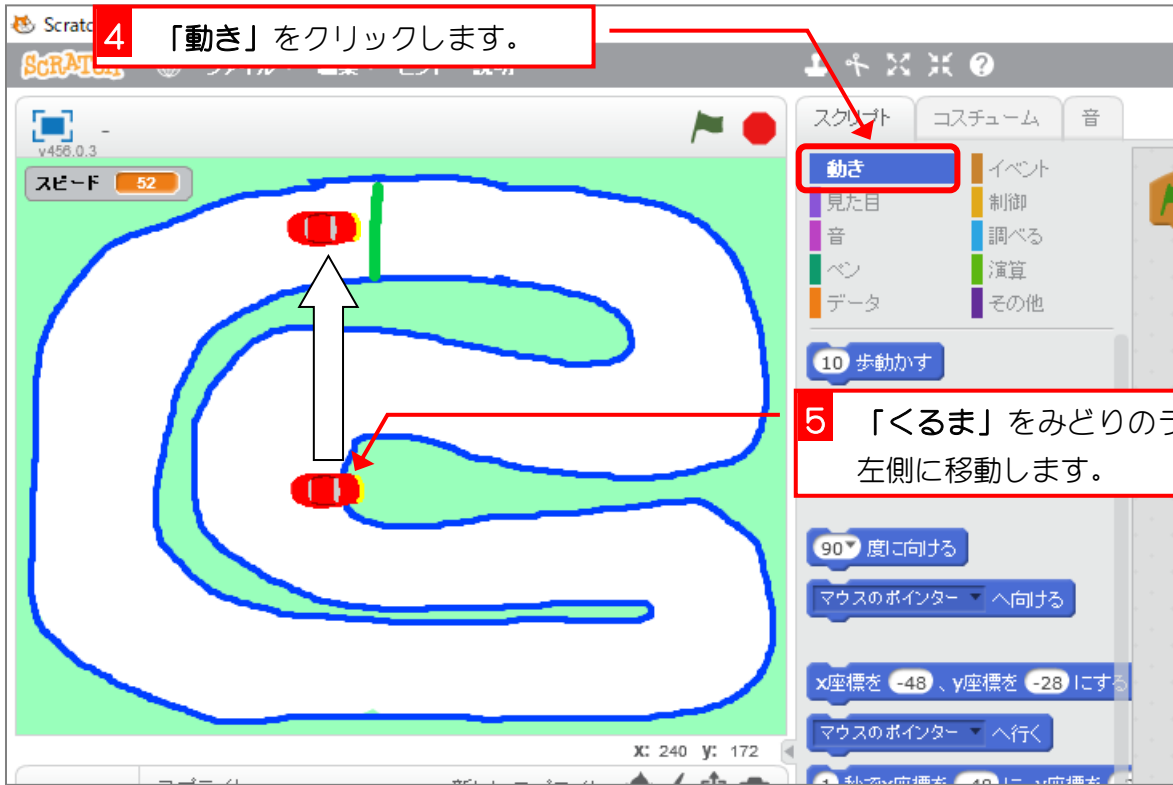 Scratc
4 「動き」をクリックします。
SCRATCH
v456.0.3
スピード 52
スクリプト コスチューム 音
動き イベント
見た目 制御
音 調べる
ペン 演算
データ その他
10 歩動かす
5 「くるま」をみどりの
左側に移動します。
90 度に向ける
マウスのポインター へ向ける
x座標を -48 、y座標を -28 にする
マウスのポインター へ行く
x: 240 y: 172